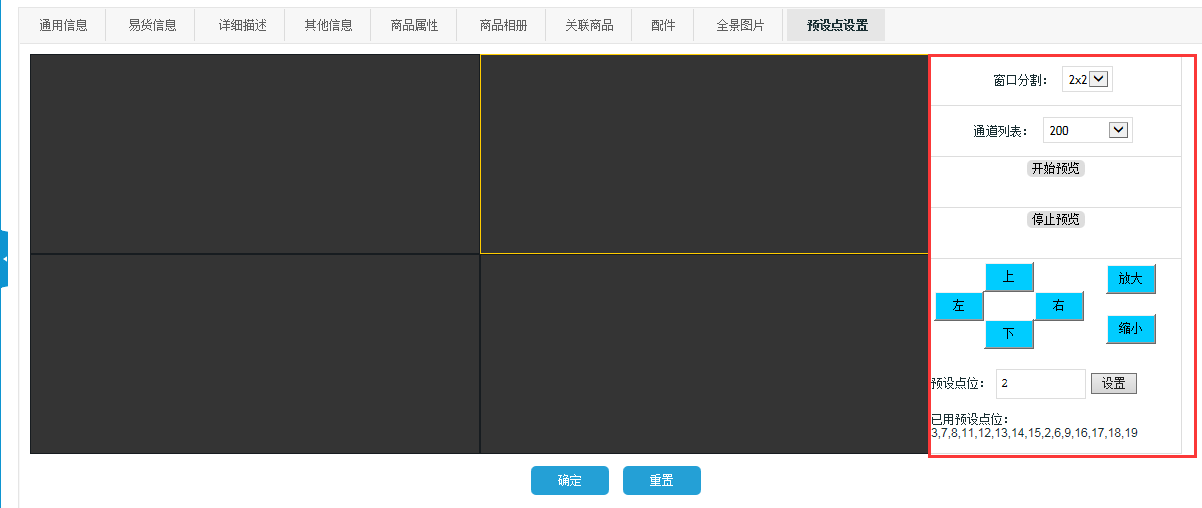 通用信息 易货信息 详细描述 其他信息 商品属性 商品相册 关联商品 配件 全景图片 预设点设置
窗口分割： 2x2
通道列表： 200
开始预览
停止预览
上 放大
左 右
下 缩小
预设点位： 2 设置
已用预设点位：
3,7,8,11,12,13,14,15,2,6,9,16,17,18,19
确定 重置